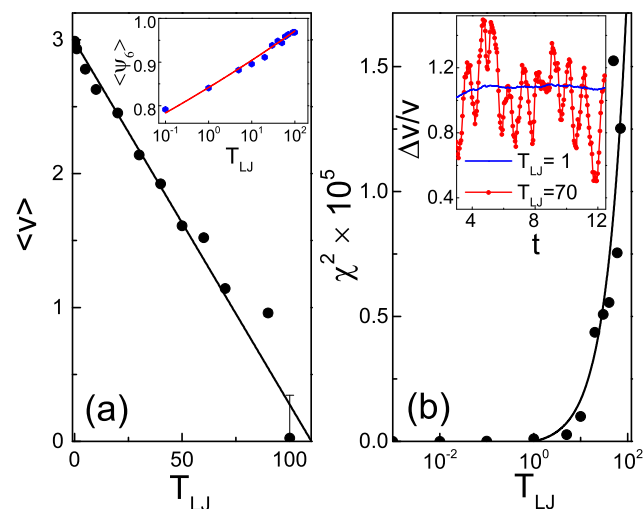 <v>
3
2
1
0
0
50
100
T_LJ
(a)
<ψ_6>
1.0
0.9
0.8
10^-1
10^0
10^1
10^2
T_LJ
χ^2 × 10^5
1.5
1.0
0.5
0.0
10^-2
10^0
10^2
T_LJ
(b)
Δv/v
1.2
0.4
4
8
12
t
T_LJ= 1
T_LJ=70